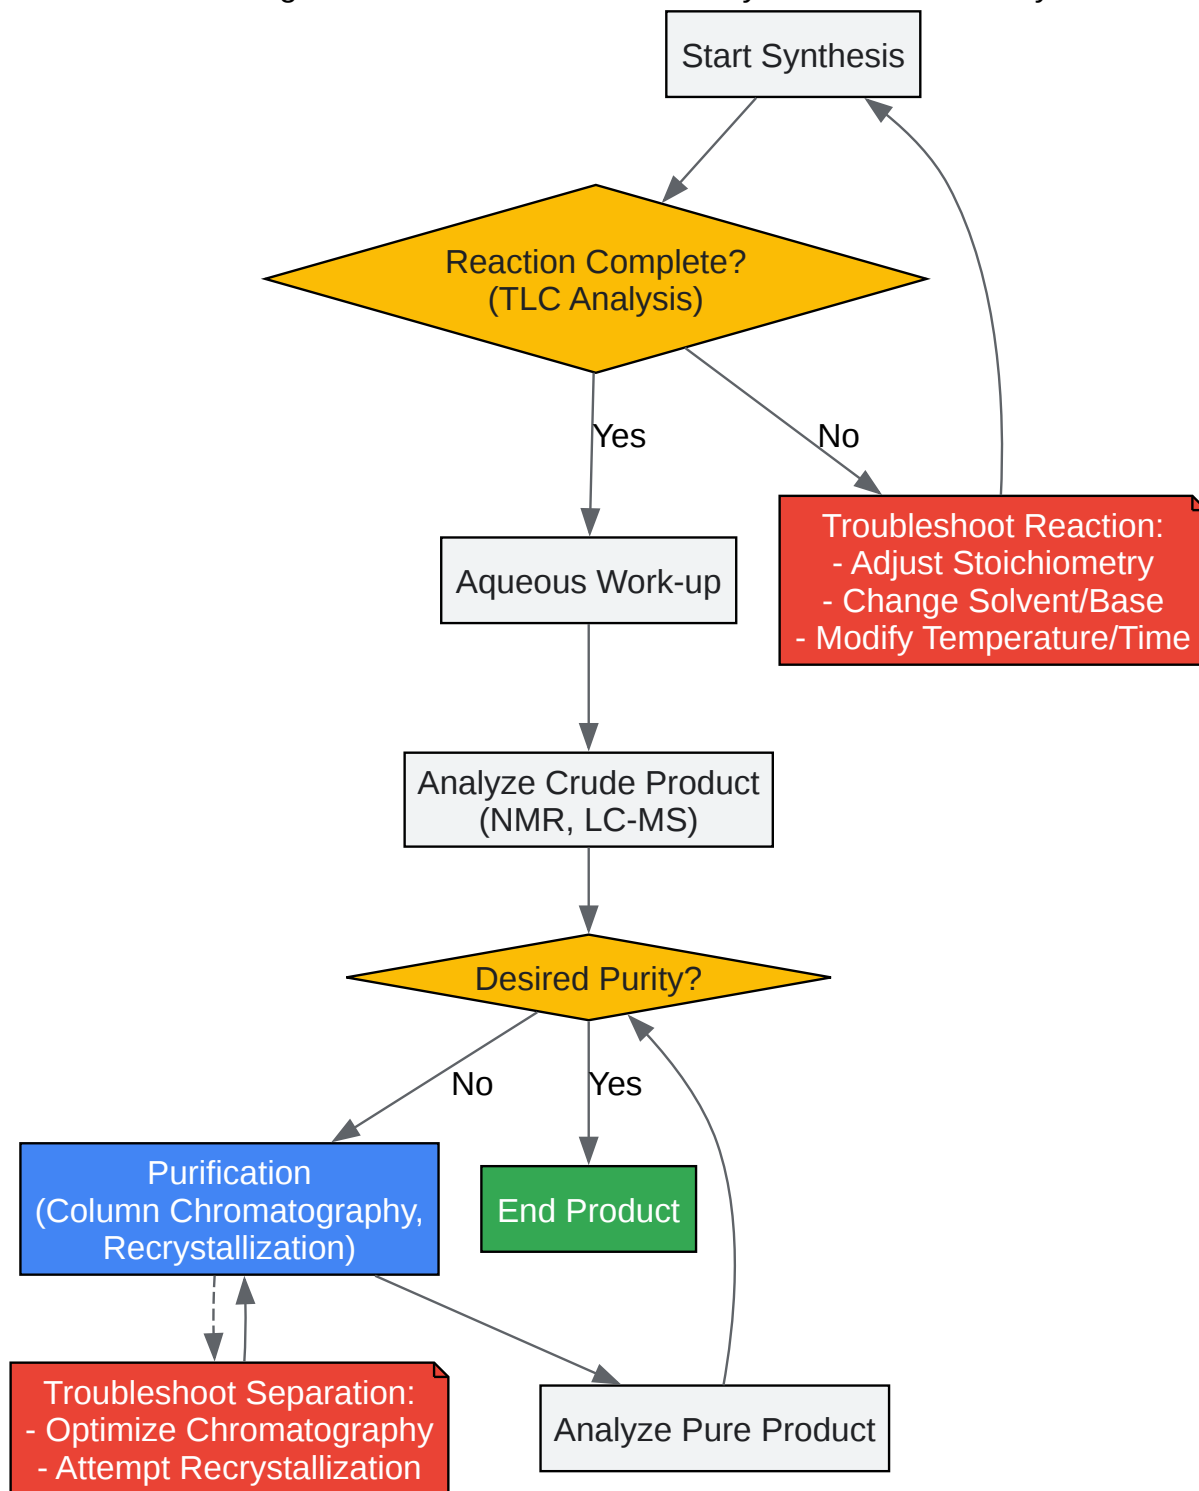 Start Synthesis
Reaction Complete?
(TLC Analysis)
Yes
No
Troubleshoot Reaction:
- Adjust Stoichiometry
- Change Solvent/Base
- Modify Temperature/Time
Aqueous Work-up
Analyze Crude Product
(NMR, LC-MS)
Desired Purity?
No
Yes
Purification
(Column Chromatography,
Recrystallization)
End Product
Troubleshoot Separation:
- Optimize Chromatography
- Attempt Recrystallization
Analyze Pure Product